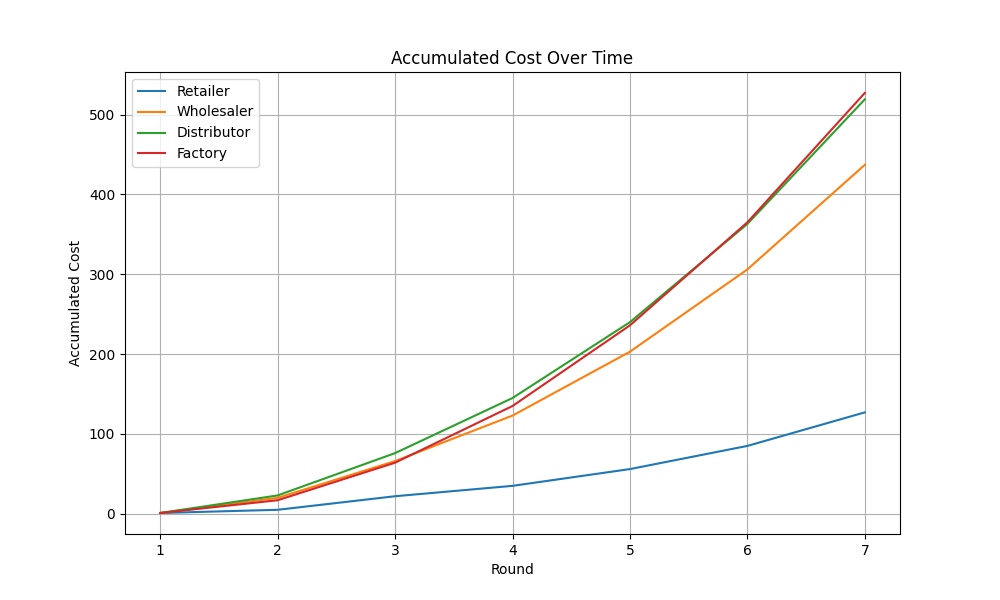 Accumulated Cost Over Time
Retailer
Wholesaler
Distributor
Factory
Accumulated Cost
500
400
300
200
100
0
1 2 3 4 5 6 7
Round